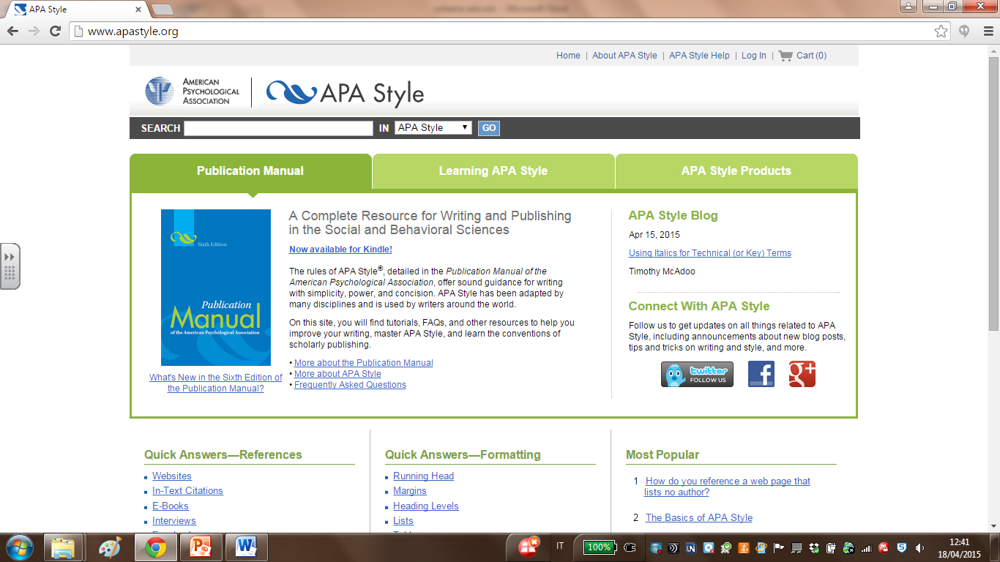 APA Style
www.apastyle.org
Home | About APA Style | APA Style Help | Log In | Cart (0)
AMERICAN
PSYCHOLOGICAL
ASSOCIATION
APA Style
SEARCH IN APA Style GO
Publication Manual
Learning APA Style
APA Style Products
Sixth Edition
Publication
Manual
of the American Psychological Association
What's New in the Sixth Edition of
the Publication Manual?
A Complete Resource for Writing and Publishing
in the Social and Behavioral Sciences
Now available for Kindle!
The rules of APA Style®, detailed in the Publication Manual of the
American Psychological Association, offer sound guidance for writing
with simplicity, power, and concision. APA Style has been adapted by
many disciplines and is used by writers around the world.
On this site, you will find tutorials, FAQs, and other resources to help you
improve your writing, master APA Style, and learn the conventions of
scholarly publishing.
• More about the Publication Manual
• More about APA Style
• Frequently Asked Questions
APA Style Blog
Apr 15, 2015
Using Italics for Technical (or Key) Terms
Timothy McAdoo
Connect With APA Style
Follow us to get updates on all things related to APA
Style, including announcements about new blog posts,
tips and tricks on writing and style, and more.
twitter
FOLLOW US
f
g+
Quick Answers—References
Websites
In-Text Citations
E-Books
Interviews
Quick Answers—Formatting
Running Head
Margins
Heading Levels
Lists
Most Popular
1 How do you reference a web page that
lists no author?
2 The Basics of APA Style
IT
100%
12:41
18/04/2015